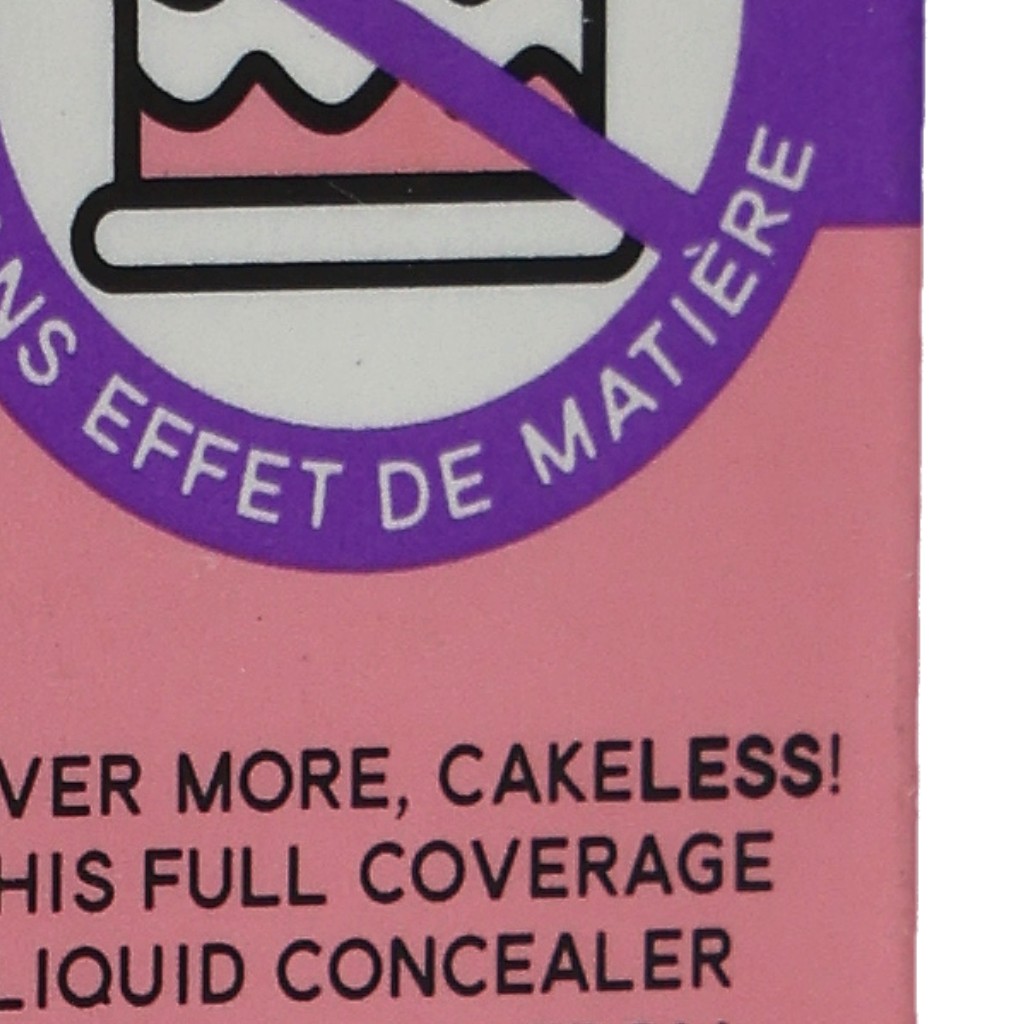 NS EFFET DE MATIÈRE
VER MORE, CAKELESS!
HIS FULL COVERAGE
LIQUID CONCEALER